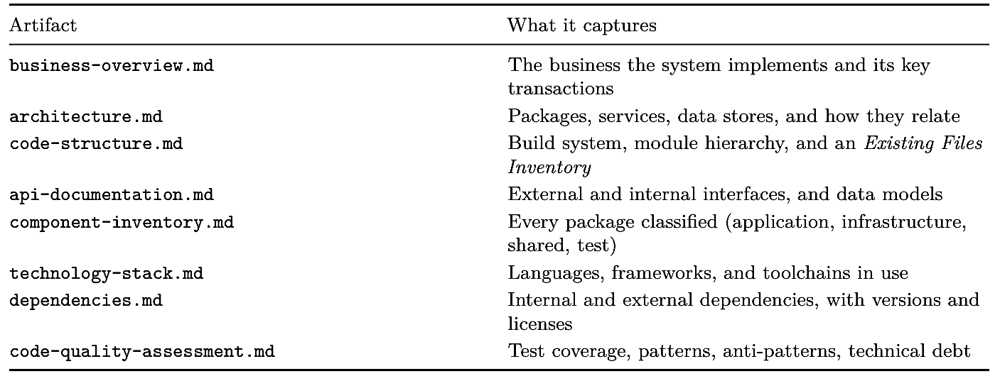 Artifact What it captures
business-overview.md The business the system implements and its key
transactions
architecture.md Packages, services, data stores, and how they relate
code-structure.md Build system, module hierarchy, and an Existing Files
Inventory
api-documentation.md External and internal interfaces, and data models
component-inventory.md Every package classified (application, infrastructure,
shared, test)
technology-stack.md Languages, frameworks, and toolchains in use
dependencies.md Internal and external dependencies, with versions and
licenses
code-quality-assessment.md Test coverage, patterns, anti-patterns, technical debt